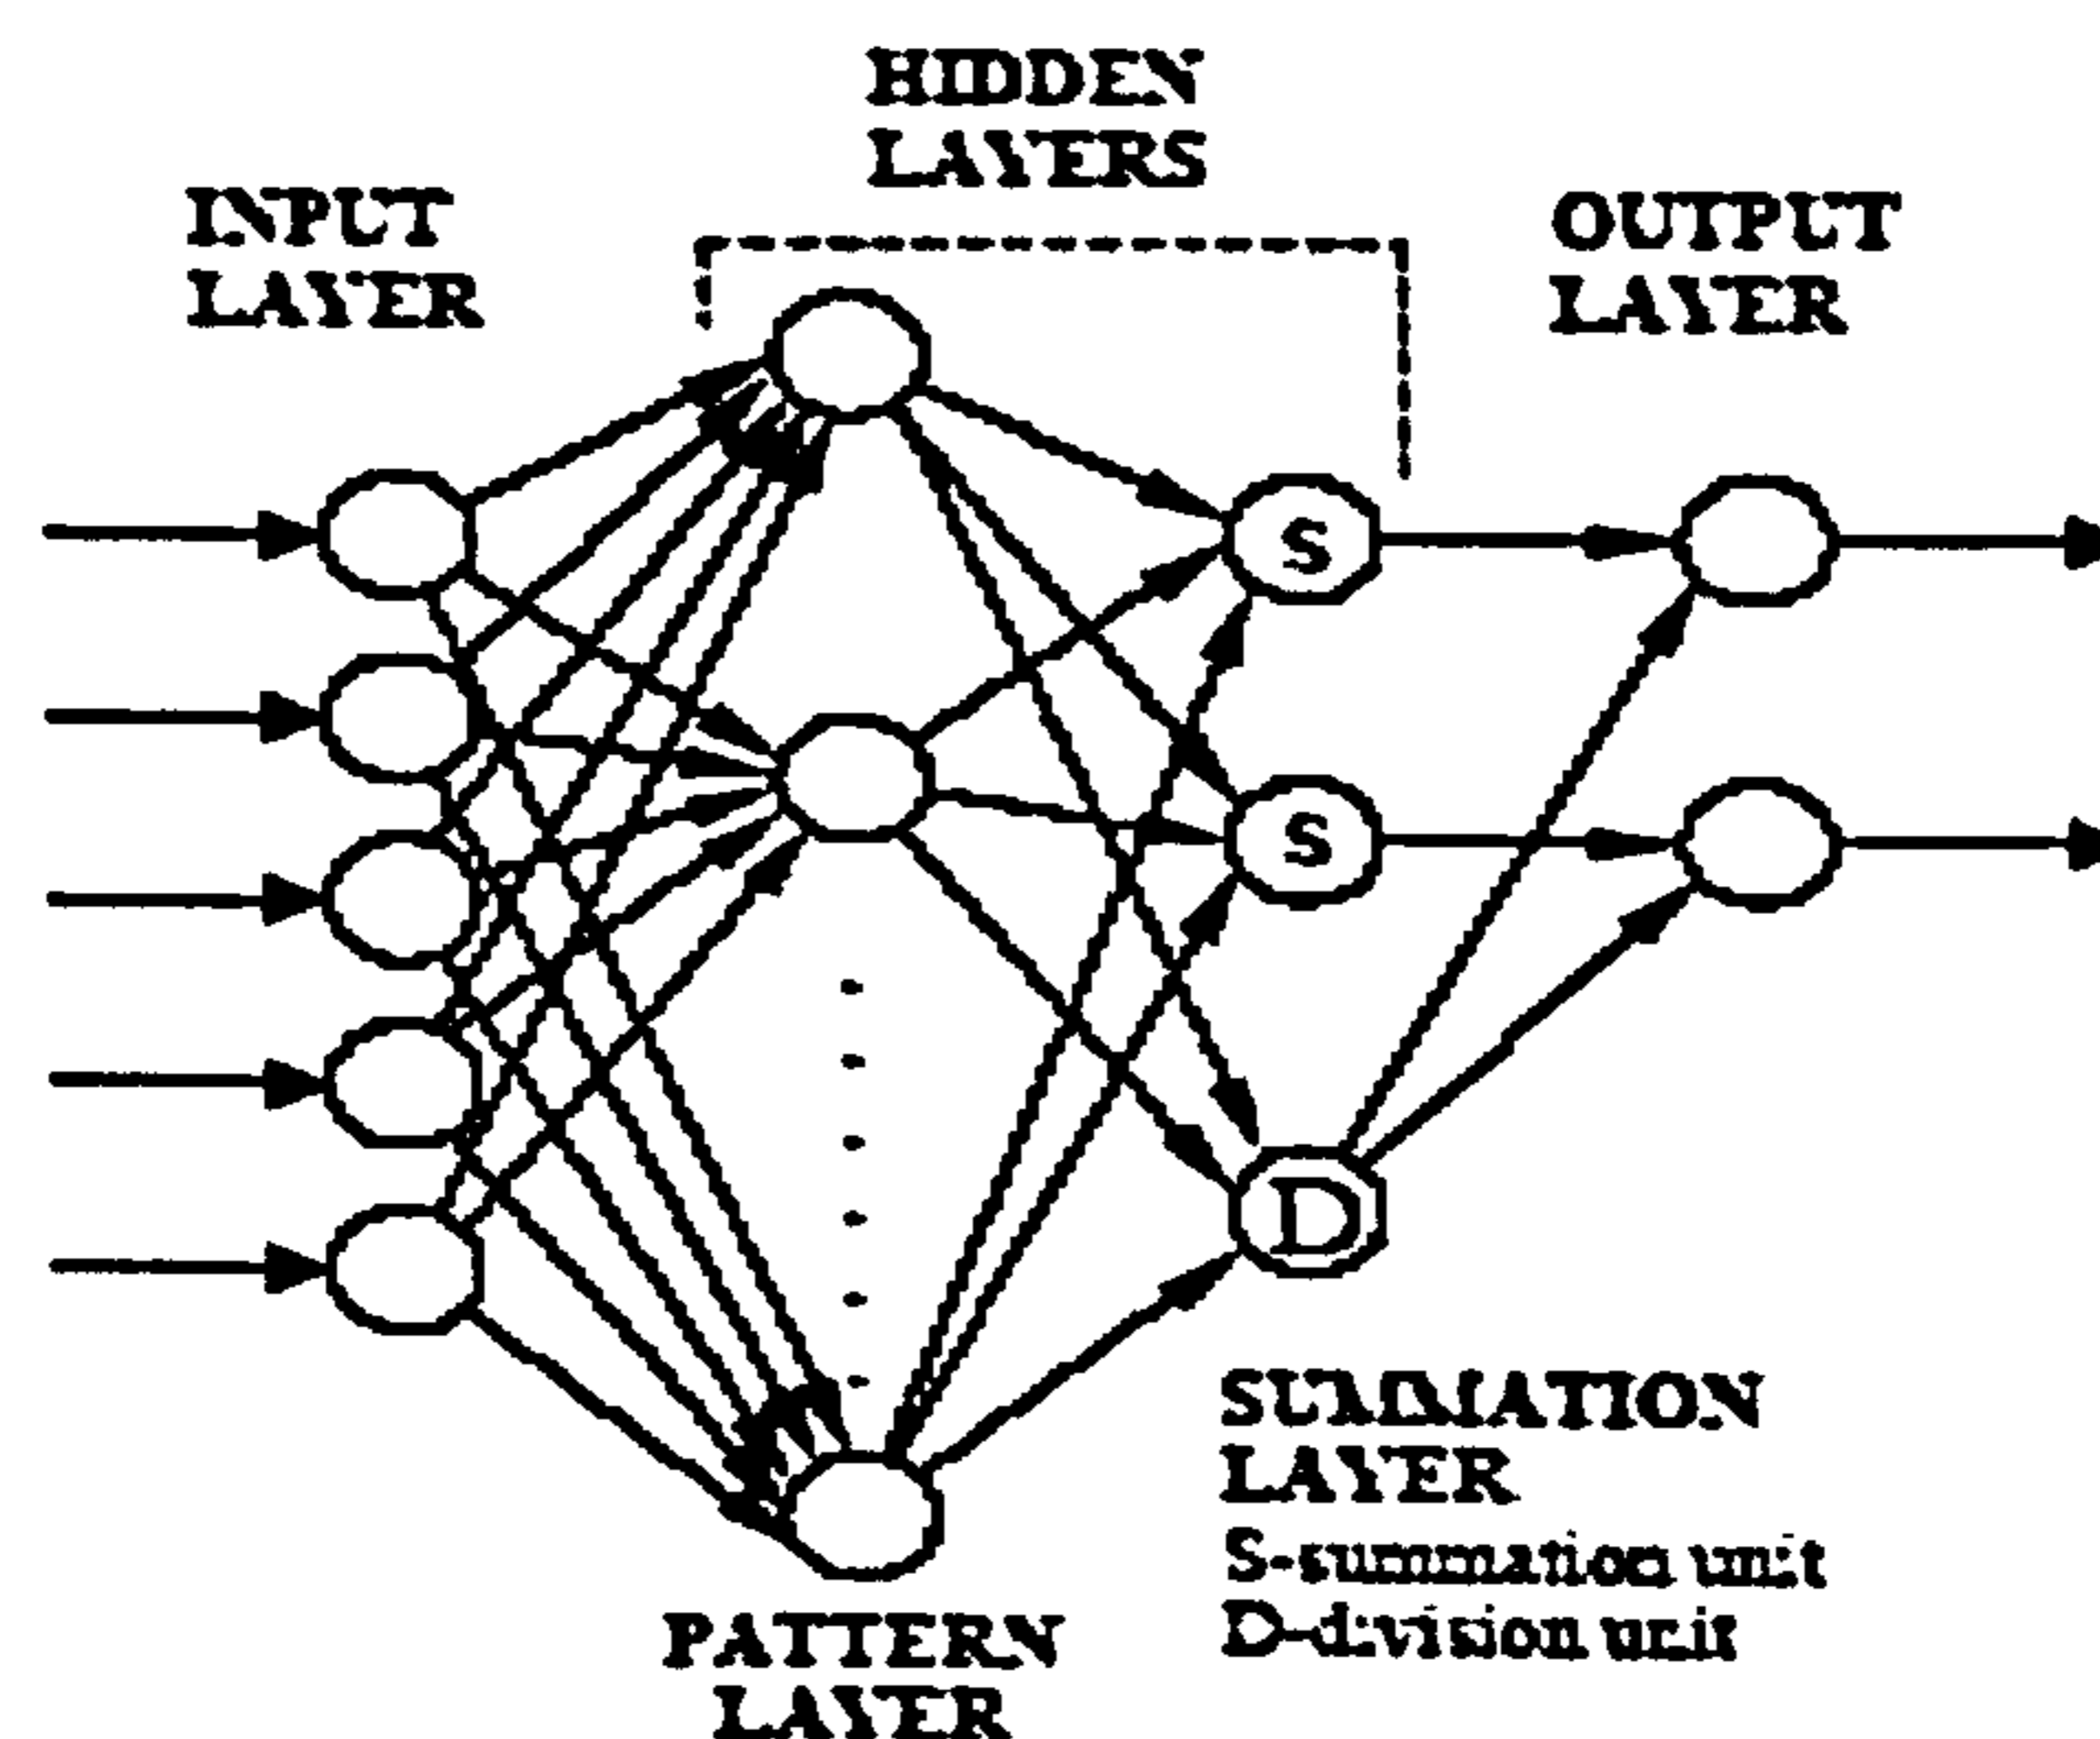 HIDDEN
LAYERS
INPUT
LAYER
OUTPUT
LAYER
S
S
D
SUMMATION
LAYER
S-summation unit
D-division unit
PATTERN
LAYER